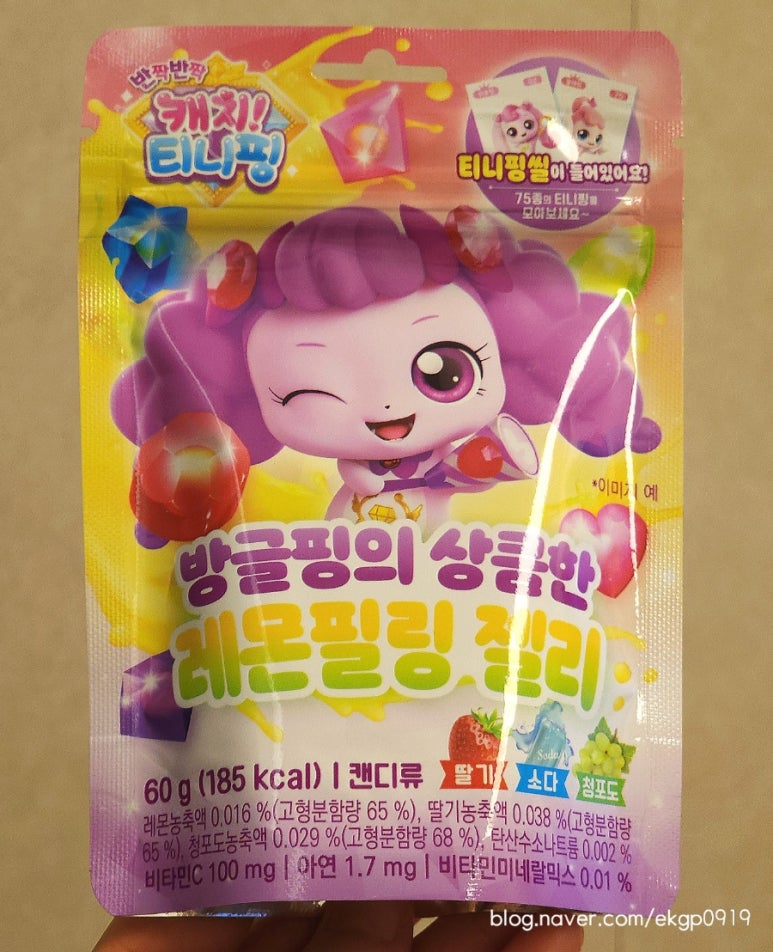 반짝반짝
캐치!
티니핑
티니핑씰이 들어있어요!
75종의 티니핑을
모아보세요~
*이미지 예
방글핑의 상큼한
레몬필링 젤리
딸기 소다 청포도
60 g (185 kcal) | 캔디류
레몬농축액 0.016 %(고형분함량 65 %), 딸기농축액 0.038 %(고형분함량
65 %), 청포도농축액 0.029 %(고형분함량 68 %), 탄산수소나트륨 0.002 %
비타민C 100 mg | 아연 1.7 mg | 비타민미네랄믹스 0.01 %
blog.naver.com/ekgp0919